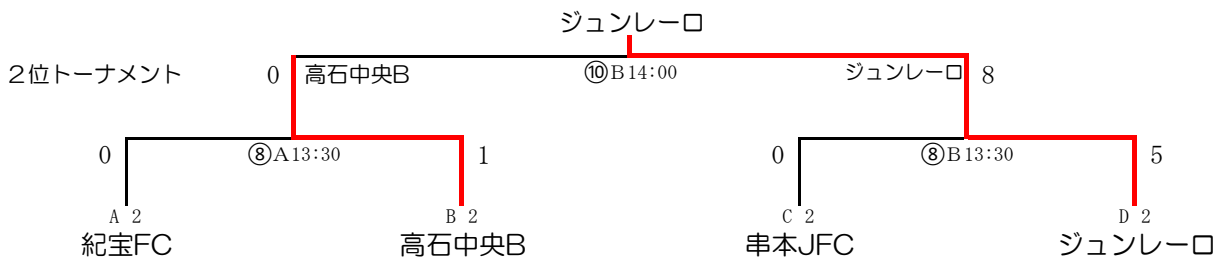 ジュンレーロ
２位トーナメント 0 高石中央B ⑩B14:00 ジュンレーロ 8
0 ⑧A13:30 1 0 ⑧B13:30 5
A 2 B 2 C 2 D 2
紀宝FC 高石中央B 串本JFC ジュンレーロ